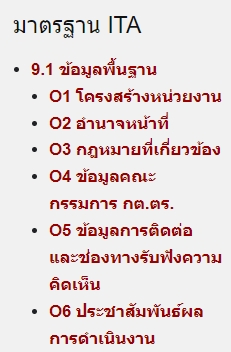 มาตรฐาน ITA
9.1 ข้อมูลพื้นฐาน
O1 โครงสร้างหน่วยงาน
O2 อำนาจหน้าที่
O3 กฎหมายที่เกี่ยวข้อง
O4 ข้อมูลคณะ
กรรมการ กต.ตร.
O5 ข้อมูลการติดต่อ
และช่องทางรับฟังความ
คิดเห็น
O6 ประชาสัมพันธ์ผล
การดำเนินงาน